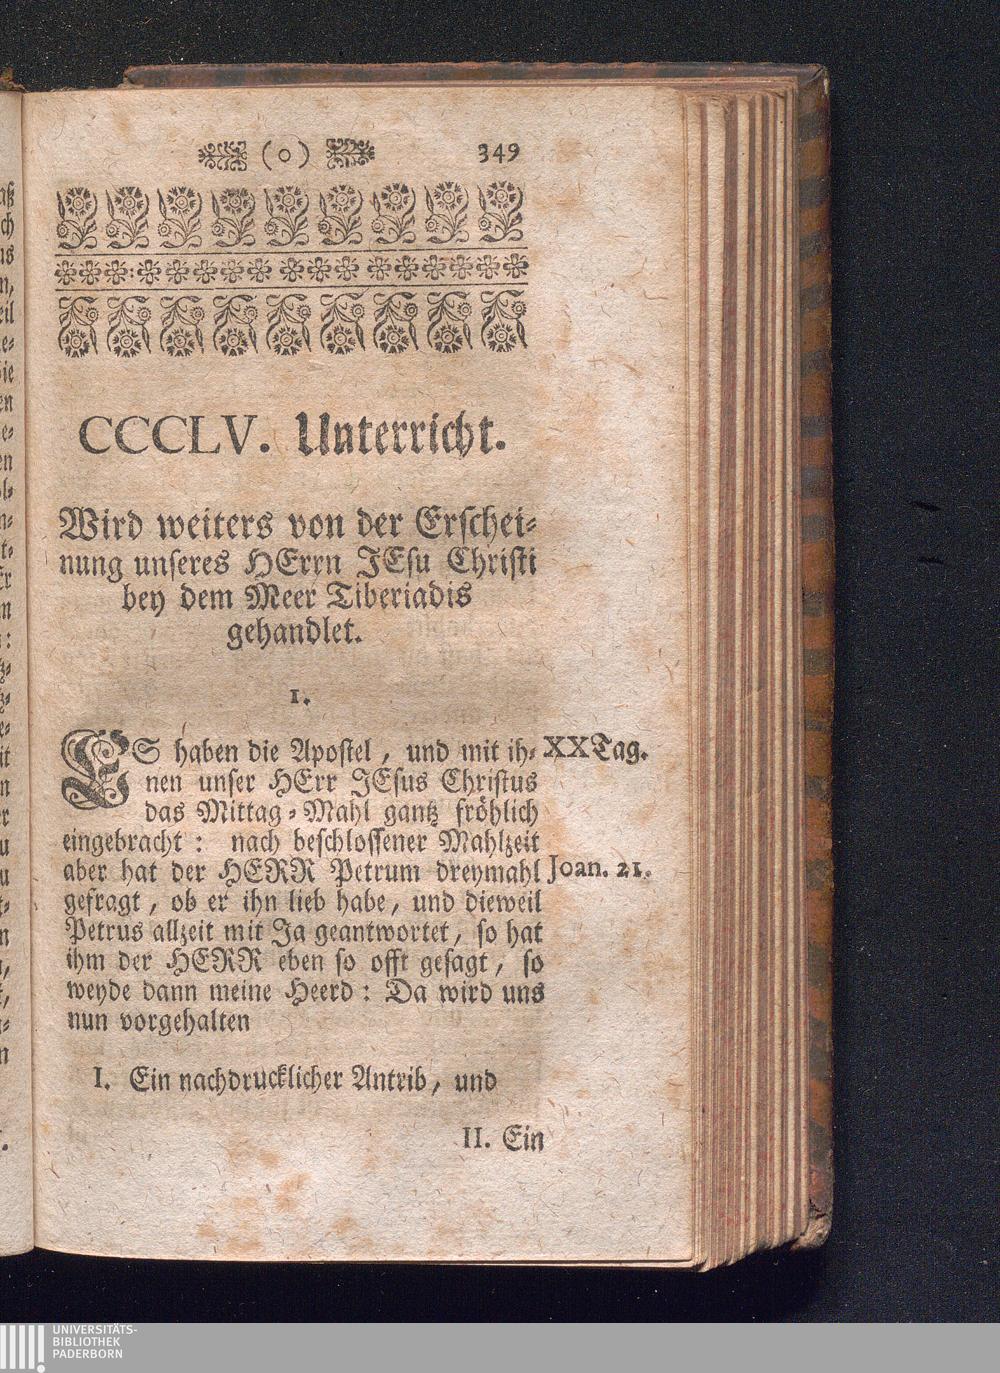 (o) 349
CCCLV. Unterricht.
Wird weiters von der Erschei⸗
nung unseres HErrn JEsu Christi
bey dem Meer Tiberiadis
gehandlet.
1.
ES haben die Apostel, und mit ih⸗ XX Tag.
nen unser HErr JEsus Christus
das Mittag⸗Mahl gantz fröhlich
eingebracht: nach beschlossener Mahlzeit
aber hat der HERR Petrum dreymahl Joan. 21.
gefragt, ob er ihn lieb habe, und dieweil
Petrus allzeit mit Ja geantwortet, so hat
ihm der HERR eben so offt gesagt, so
weyde dann meine Heerd: Da wird uns
nun vorgehalten
I. Ein nachdrucklicher Antrib, und
II. Ein
UNIVERSITÄTS-
BIBLIOTHEK
PADERBORN